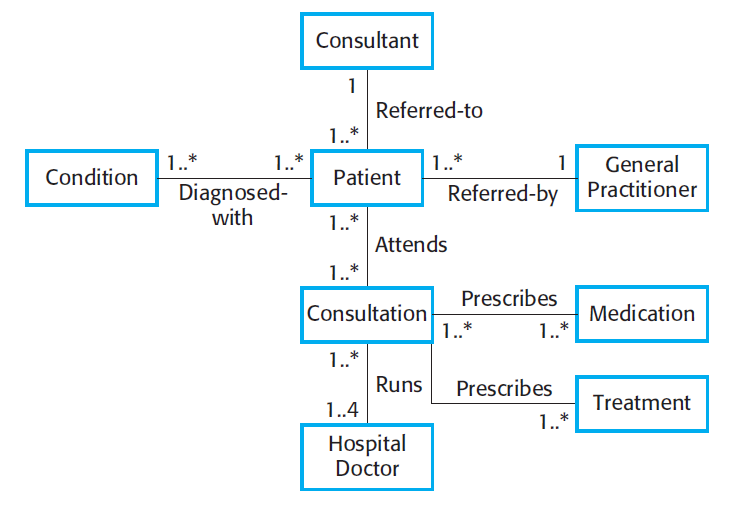 Consultant
1
Referred-to
1..*
Condition
1..*
1..*
Diagnosed-
with
Patient
1..*
1
Referred-by
General
Practitioner
1..*
Attends
1..*
Consultation
Prescribes
1..*
1..*
Medication
1..*
Runs
1..4
Prescribes
1..*
Treatment
Hospital
Doctor